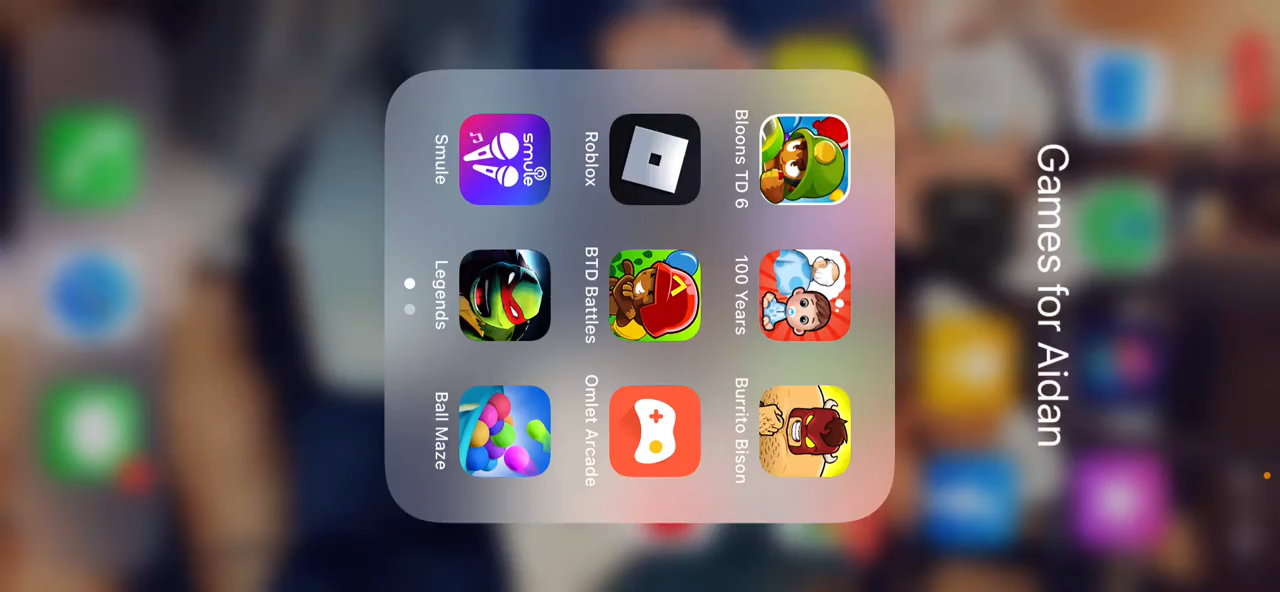 Games for Aidan
Bloons TD 6
100 Years
Burrito Bison
Roblox
BTD Battles
Omlet Arcade
smule
Smule
Legends
Ball Maze